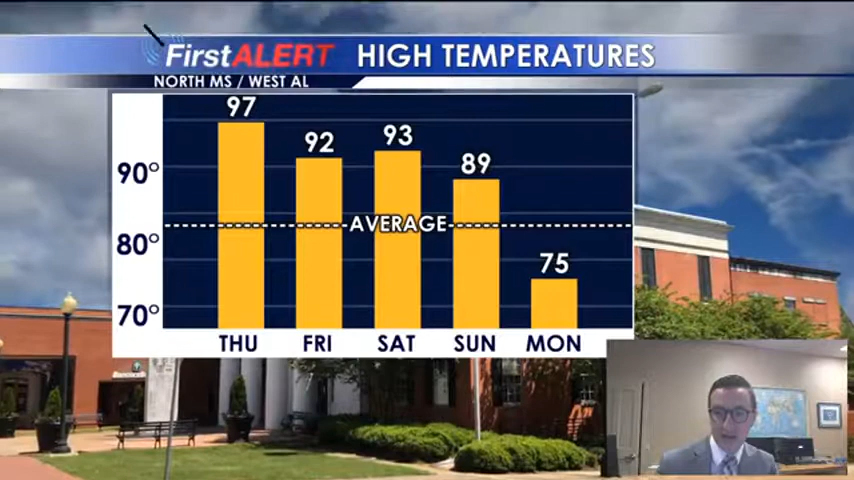 FirstALERT HIGH TEMPERATURES
NORTH MS / WEST AL
97
92
93
89
75
90°
80°
70°
AVERAGE
THU FRI SAT SUN MON